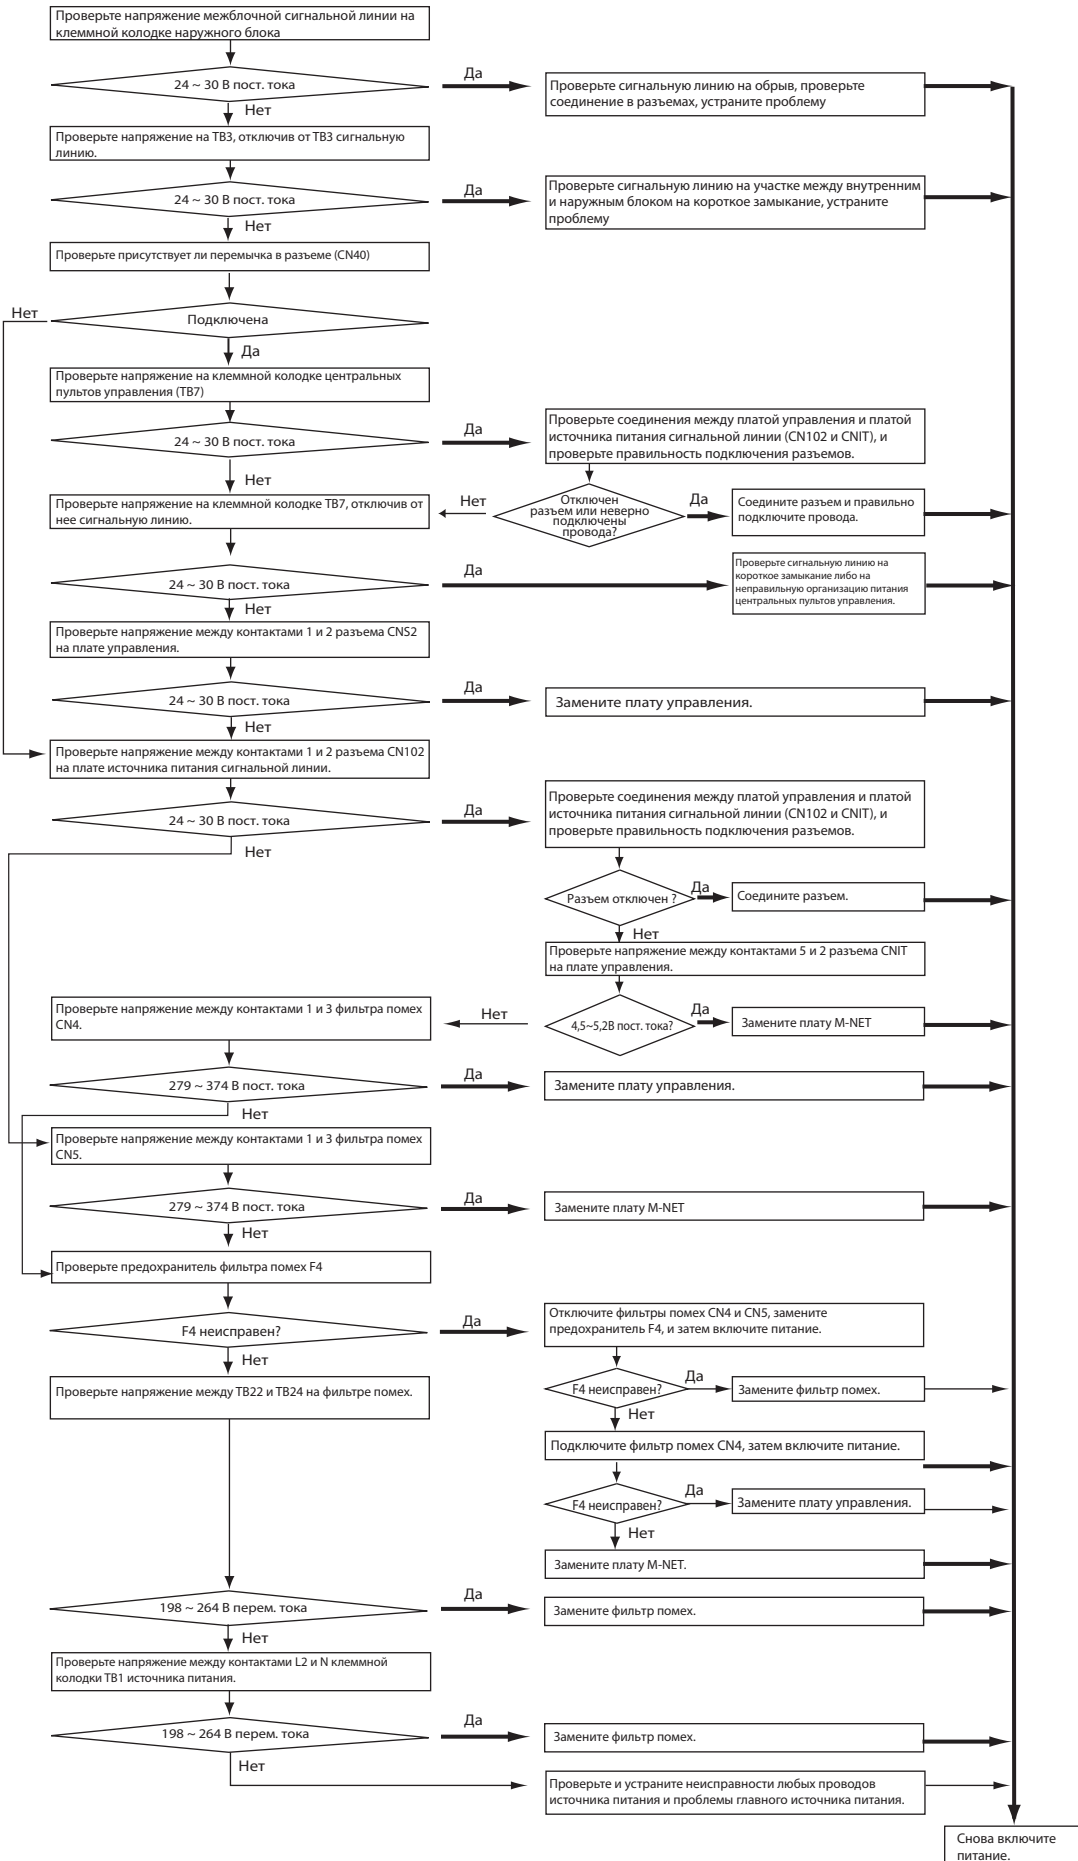 Проверьте напряжение межблочной сигнальной линии на
клеммной колодке наружного блока
24 ~ 30 В пост. тока
Да
Проверьте сигнальную линию на обрыв, проверьте
соединение в разъемах, устраните проблему
Нет
Проверьте напряжение на TB3, отключив от TB3 сигнальную
линию.
24 ~ 30 В пост. тока
Да
Проверьте сигнальную линию на участке между внутренним
и наружным блоком на короткое замыкание, устраните
проблему
Нет
Проверьте присутствует ли перемычка в разъеме (CN40)
Нет
Подключена
Да
Проверьте напряжение на клеммной колодке центральных
пультов управления (TB7)
24 ~ 30 В пост. тока
Да
Проверьте соединения между платой управления и платой
источника питания сигнальной линии (CN102 и CNIT), и
проверьте правильность подключения разъемов.
Нет
Проверьте напряжение на клеммной колодке TB7, отключив от
нее сигнальную линию.
Нет
Отключен
разъем или неверно
подключены
провода?
Да
Соедините разъем и правильно
подключите провода.
24 ~ 30 В пост. тока
Да
Проверьте сигнальную линию на
короткое замыкание либо на
неправильную организацию питания
центральных пультов управления.
Нет
Проверьте напряжение между контактами 1 и 2 разъема CNS2
на плате управления.
24 ~ 30 В пост. тока
Да
Замените плату управления.
Нет
Проверьте напряжение между контактами 1 и 2 разъема CN102
на плате источника питания сигнальной линии.
24 ~ 30 В пост. тока
Да
Проверьте соединения между платой управления и платой
источника питания сигнальной линии (CN102 и CNIT), и
проверьте правильность подключения разъемов.
Нет
Разъем отключен ?
Да
Соедините разъем.
Нет
Проверьте напряжение между контактами 5 и 2 разъема CNIT
на плате управления.
4,5~5,2В пост. тока?
Да
Замените плату M-NET
Нет
Проверьте напряжение между контактами 1 и 3 фильтра помех
CN4.
279 ~ 374 В пост. тока
Да
Замените плату управления.
Нет
Проверьте напряжение между контактами 1 и 3 фильтра помех
CN5.
279 ~ 374 В пост. тока
Да
Замените плату M-NET
Нет
Проверьте предохранитель фильтра помех F4
F4 неисправен?
Да
Отключите фильтры помех CN4 и CN5, замените
предохранитель F4, и затем включите питание.
Нет
Проверьте напряжение между TB22 и TB24 на фильтре помех.
F4 неисправен?
Да
Замените фильтр помех.
Нет
Подключите фильтр помех CN4, затем включите питание.
F4 неисправен?
Да
Замените плату управления.
Нет
Замените плату M-NET.
198 ~ 264 В перем. тока
Да
Замените фильтр помех.
Нет
Проверьте напряжение между контактами L2 и N клеммной
колодки TB1 источника питания.
198 ~ 264 В перем. тока
Да
Замените фильтр помех.
Нет
Проверьте и устраните неисправности любых проводов
источника питания и проблемы главного источника питания.
Снова включите
питание.